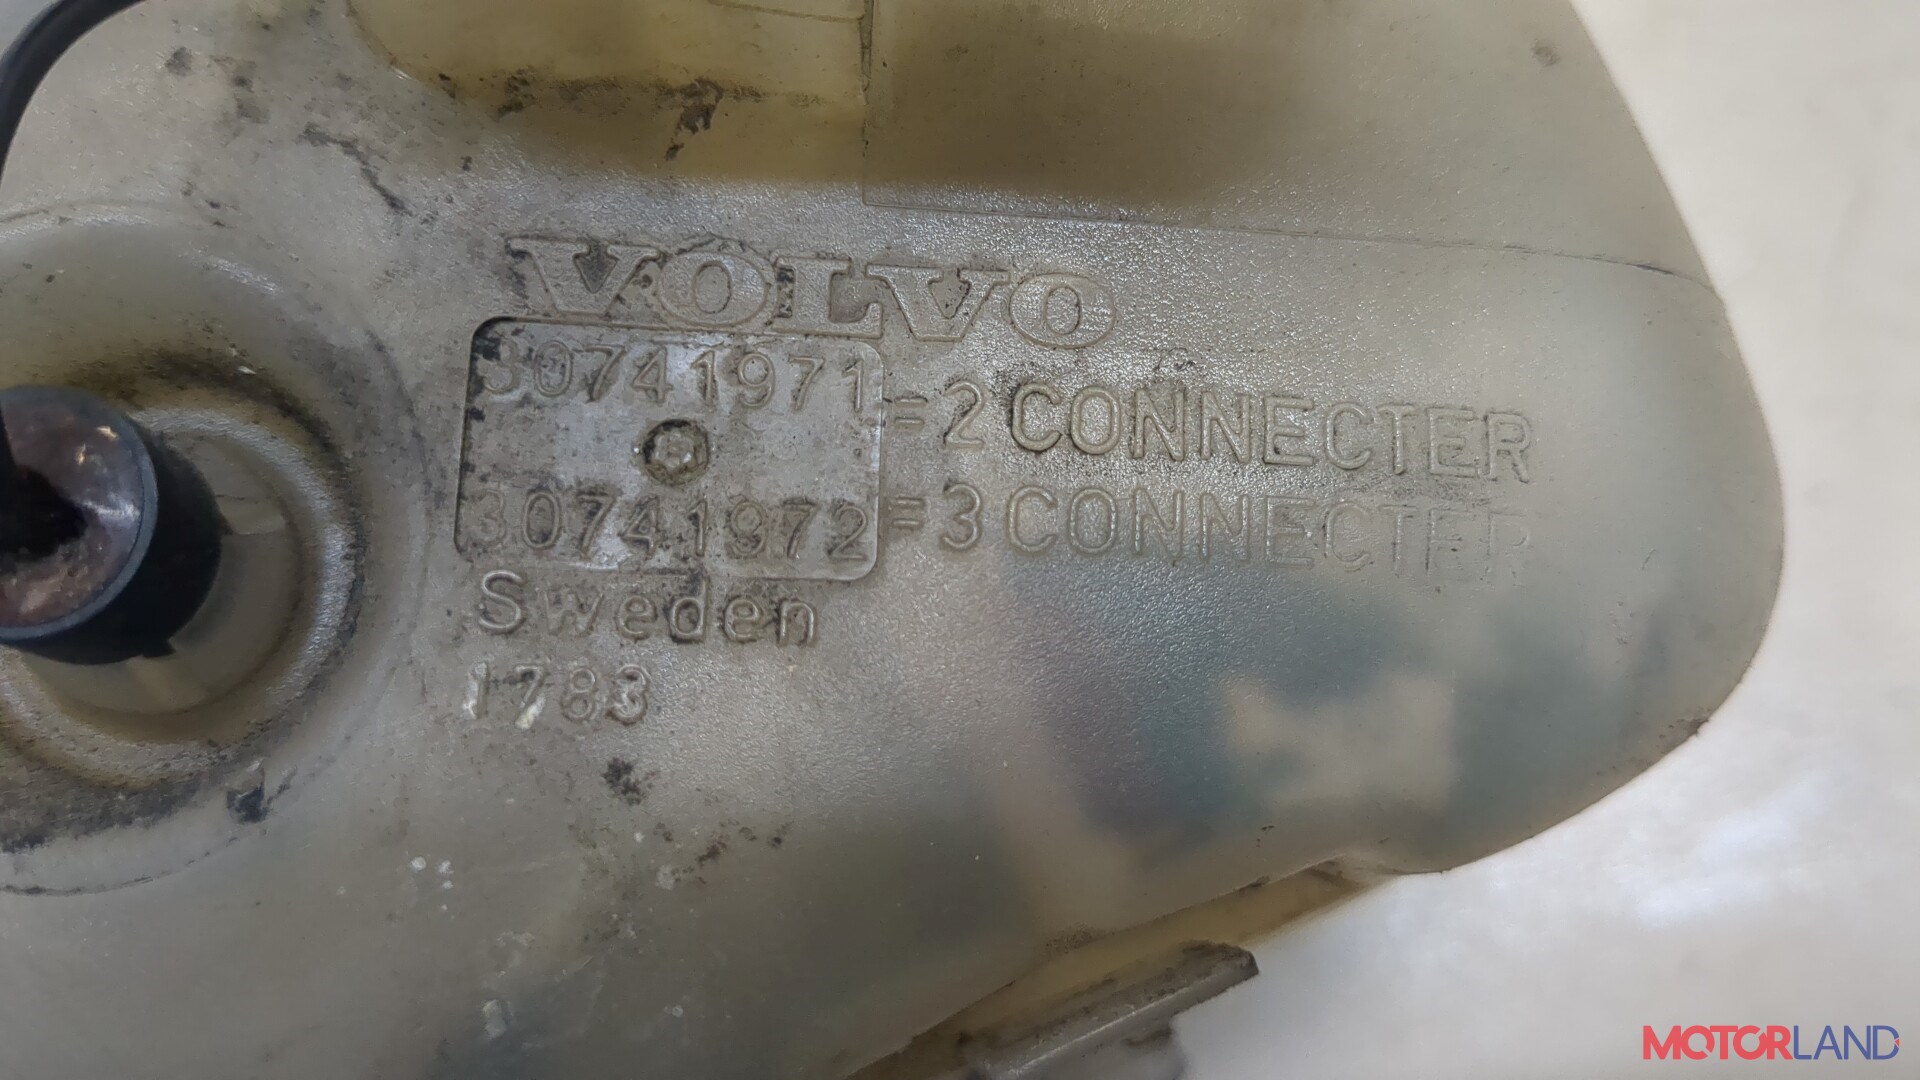 VOLVO
30741971 = 2 CONNECTER
30741972 = 3 CONNECTER
Sweden
1783
MOTORLAND